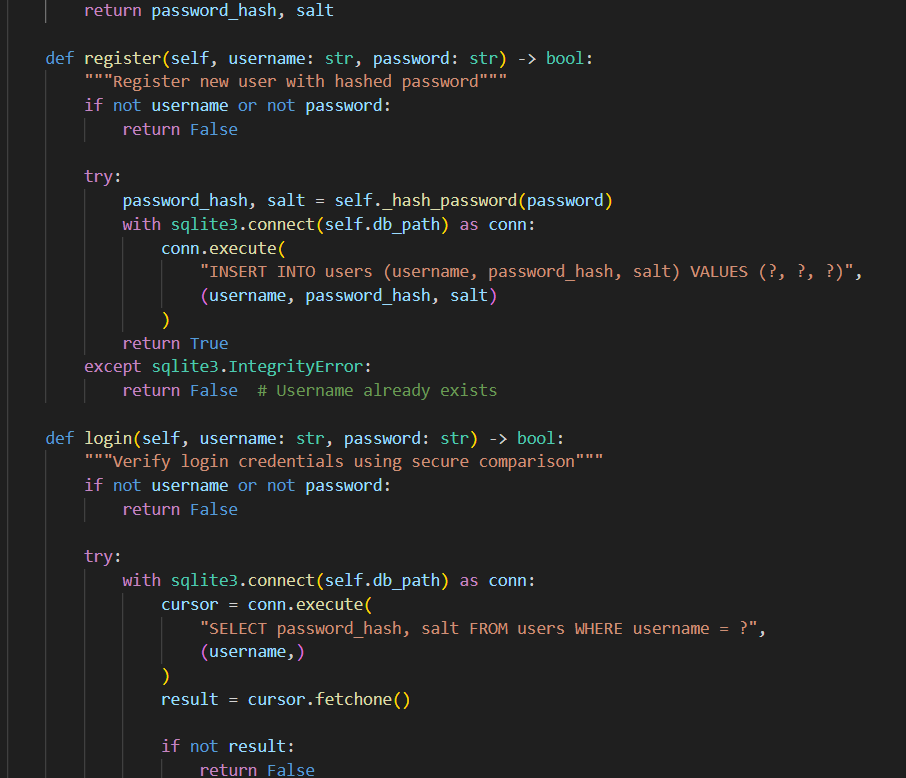 return password_hash, salt
def register(self, username: str, password: str) -> bool:
"""Register new user with hashed password"""
if not username or not password:
return False
try:
password_hash, salt = self._hash_password(password)
with sqlite3.connect(self.db_path) as conn:
conn.execute(
"INSERT INTO users (username, password_hash, salt) VALUES (?, ?, ?)",
(username, password_hash, salt)
)
return True
except sqlite3.IntegrityError:
return False  # Username already exists
def login(self, username: str, password: str) -> bool:
"""Verify login credentials using secure comparison"""
if not username or not password:
return False
try:
with sqlite3.connect(self.db_path) as conn:
cursor = conn.execute(
"SELECT password_hash, salt FROM users WHERE username = ?",
(username,)
)
result = cursor.fetchone()
if not result:
return False